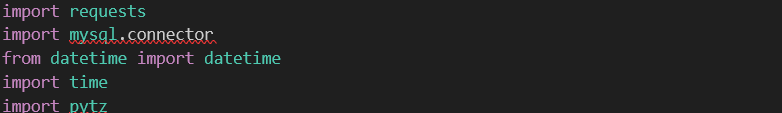 import requests
import mysql.connector
from datetime import datetime
import time
import pytz